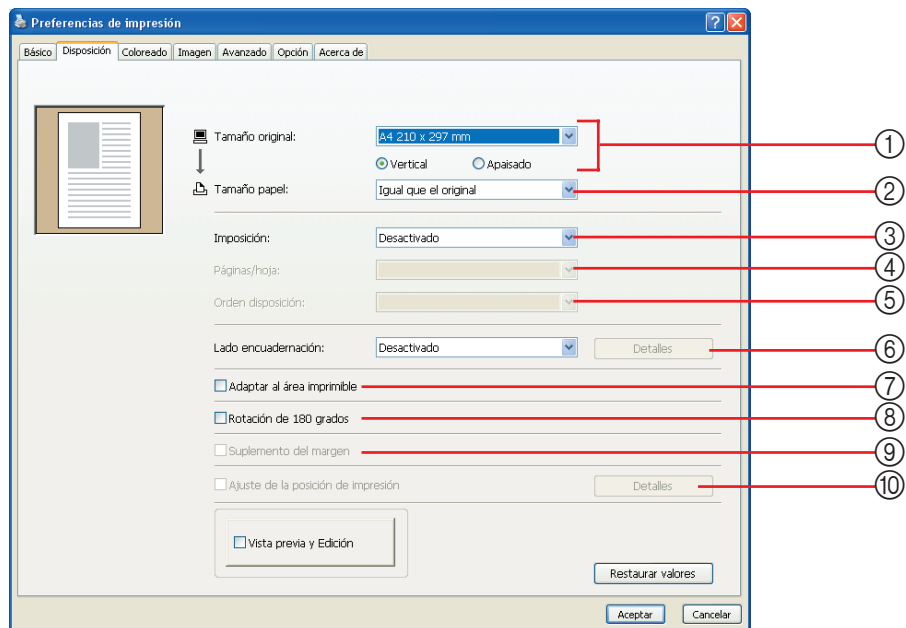 Preferencias de impresión
Básico Disposición Coloreado Imagen Avanzado Opción Acerca de
Tamaño original: A4 210 x 297 mm ①
Vertical Apaisado
Tamaño papel: Igual que el original ②
Imposición: Desactivado ③
Páginas/hoja: ④
Orden disposición: ⑤
Lado encuadernación: Desactivado Detalles ⑥
Adaptar al área imprimible ⑦
Rotación de 180 grados ⑧
Suplemento del margen ⑨
Ajuste de la posición de impresión Detalles ⑩
Vista previa y Edición
Restaurar valores
Aceptar Cancelar